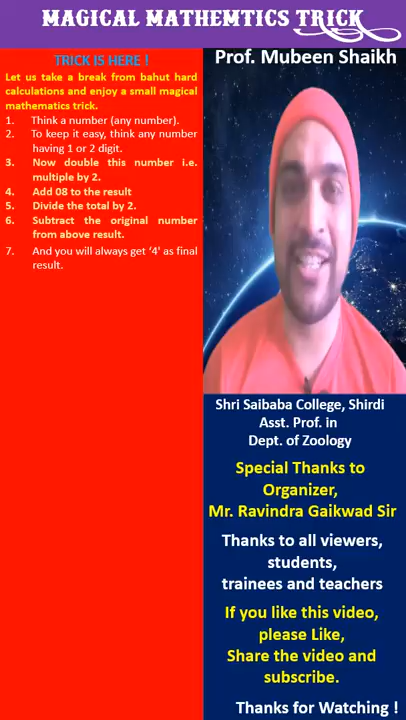 MAGICAL MATHEMTICS TRICK
TRICK IS HERE !
Let us take a break from bahut hard
calculations and enjoy a small magical
mathematics trick.
1. Think a number (any number).
2. To keep it easy, think any number
having 1 or 2 digit.
3. Now double this number i.e.
multiple by 2.
4. Add 08 to the result
5. Divide the total by 2.
6. Subtract the original number
from above result.
7. And you will always get ‘4' as final
result.
Prof. Mubeen Shaikh
Shri Saibaba College, Shirdi
Asst. Prof. in
Dept. of Zoology
Special Thanks to
Organizer,
Mr. Ravindra Gaikwad Sir
Thanks to all viewers,
students,
trainees and teachers
If you like this video,
please Like,
Share the video and
subscribe.
Thanks for Watching !